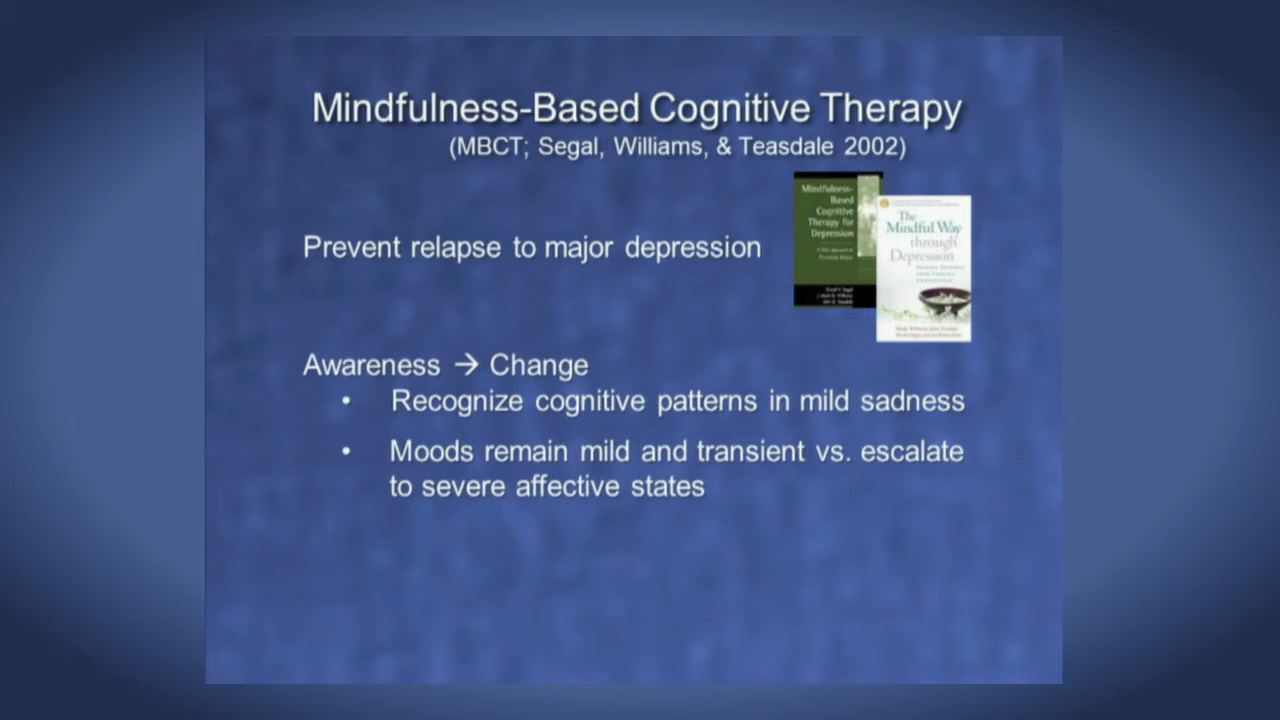 Mindfulness-Based Cognitive Therapy
(MBCT; Segal, Williams, & Teasdale 2002)
Mindfulness-
Based
Cognitive
Therapy for
Depression
The
Mindful Way
through
Depression
Prevent relapse to major depression
Awareness → Change
• Recognize cognitive patterns in mild sadness
• Moods remain mild and transient vs. escalate
to severe affective states